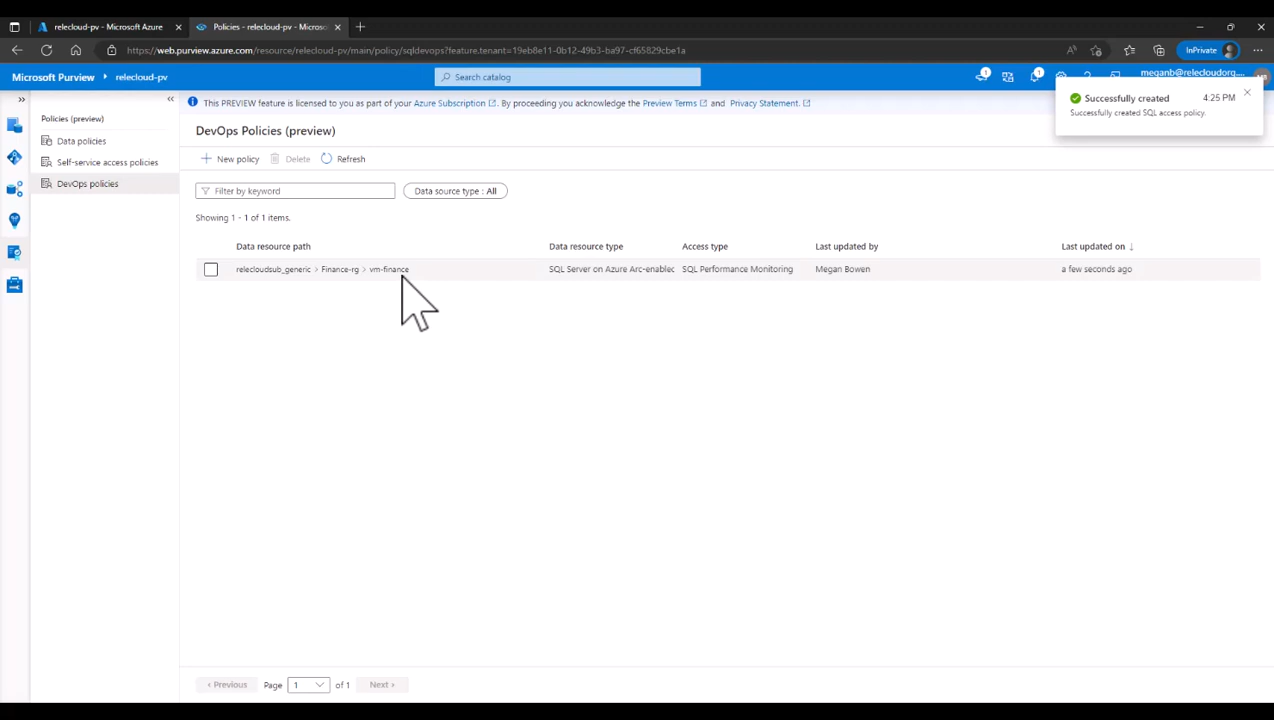 relecloud-pv - Microsoft Azure
Policies - relecloud-pv - Microso
https://web.purview.azure.com/resource/relecloud-pv/main/policy/sqldevops?feature.tenant=19eb8e11-0b12-49b3-ba97-cf65829cbe1a
InPrivate
Microsoft Purview
relecloud-pv
Search catalog
1
1
meganb@relecloudorg....
Successfully created
4:25 PM
Successfully created SQL access policy.
Policies (preview)
Data policies
Self-service access policies
DevOps policies
This PREVIEW feature is licensed to you as part of your Azure Subscription. By proceeding you acknowledge the Preview Terms and Privacy Statement.
DevOps Policies (preview)
New policy
Delete
Refresh
Filter by keyword
Data source type : All
Showing 1 - 1 of 1 items.
Data resource path Data resource type Access type Last updated by Last updated on ↓
relecloudsub_generic > Finance-rg > vm-finance SQL Server on Azure Arc-enabled SQL Performance Monitoring Megan Bowen a few seconds ago
< Previous Page 1 of 1 Next >